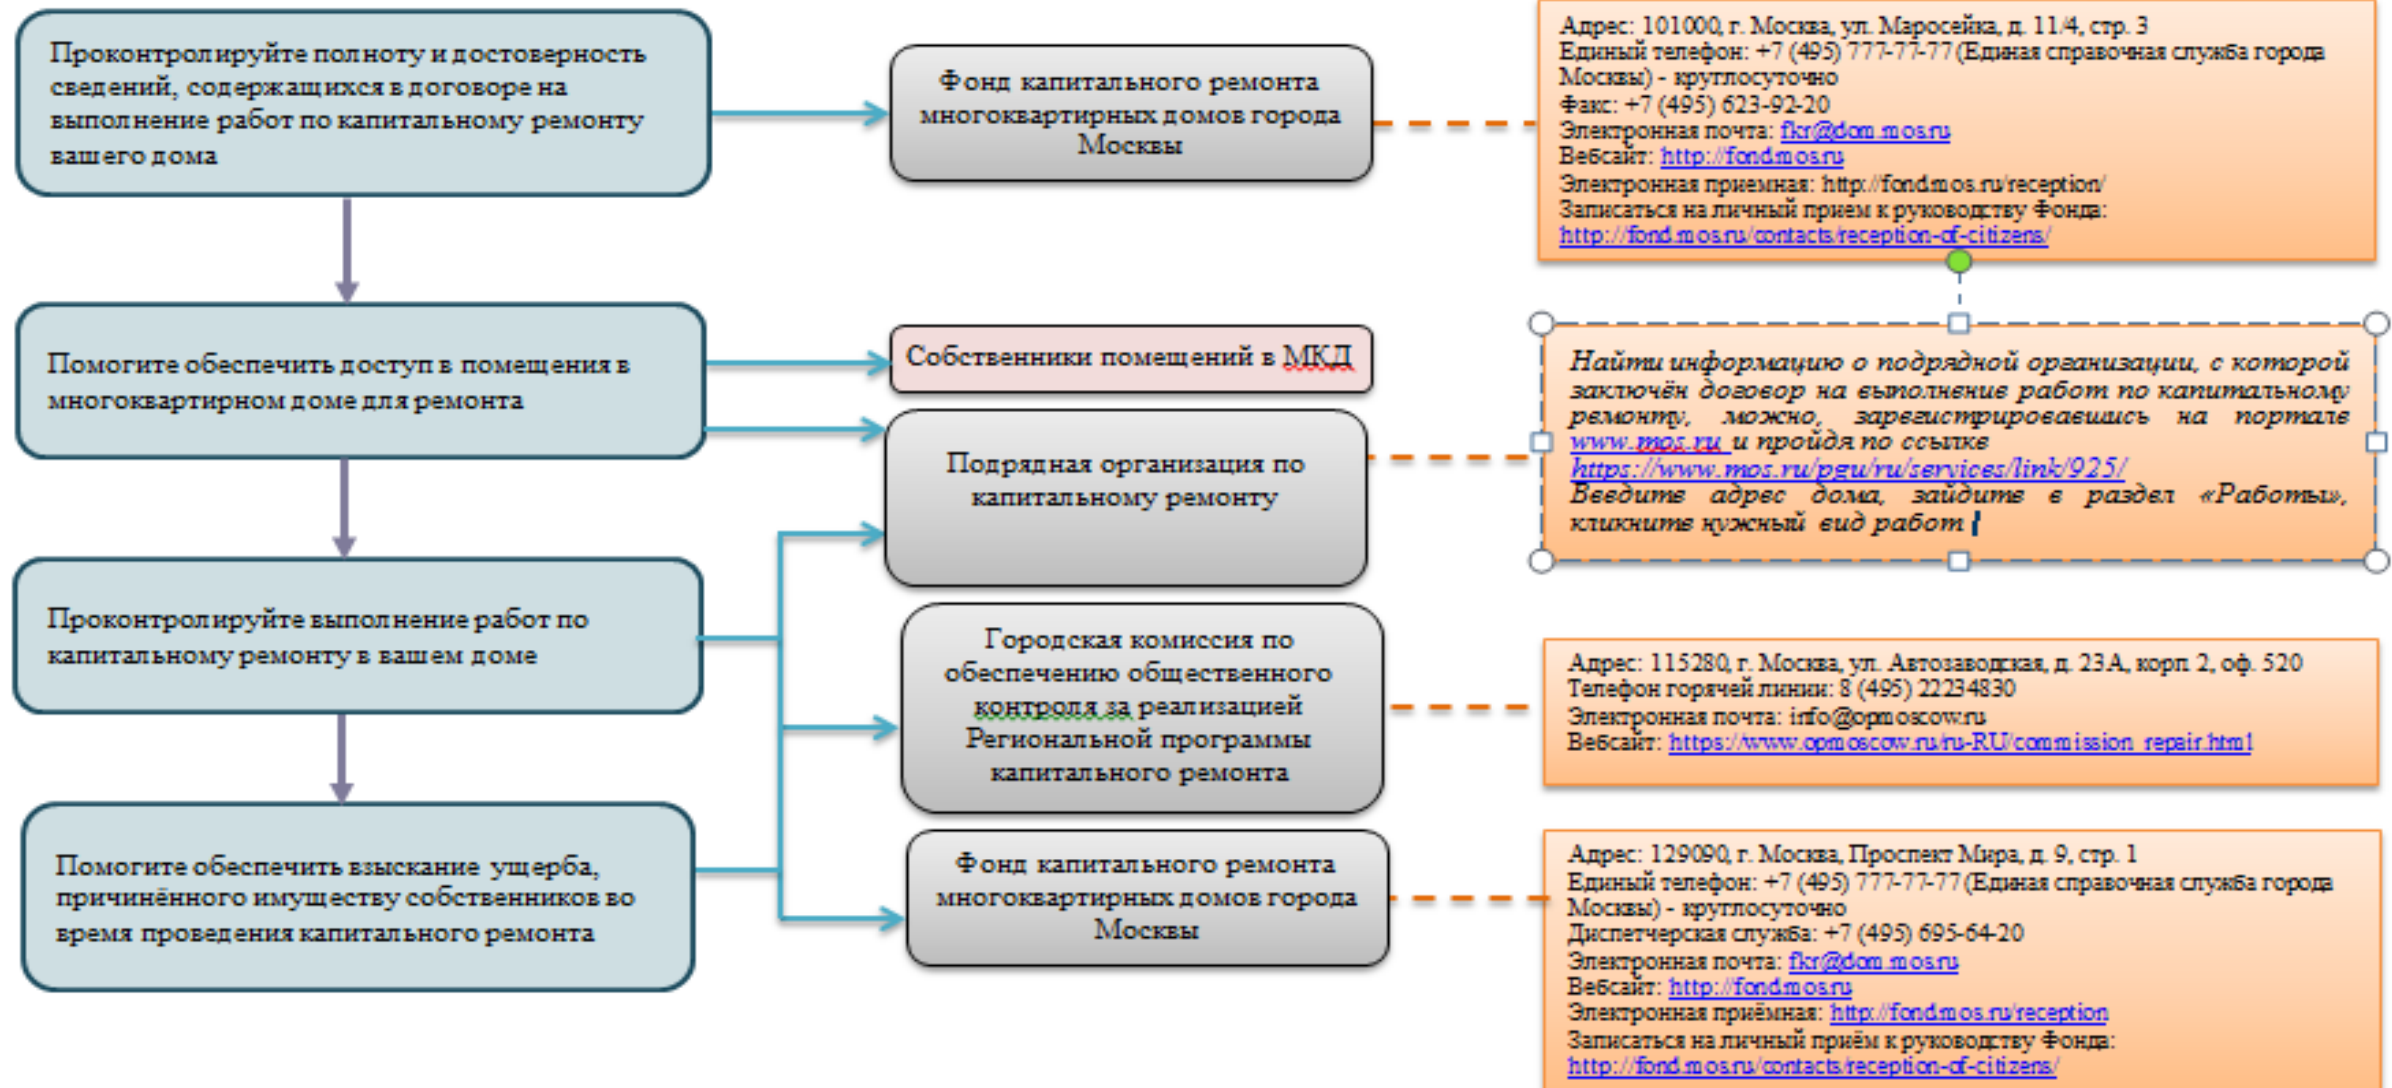 Проконтролируйте полноту и достоверность
сведений, содержащихся в договоре на
выполнение работ по капитальному ремонту
вашего дома
Фонд капитального ремонта
многоквартирных домов города
Москвы
Адрес: 101000, г. Москва, ул. Маросейка, д. 11/4, стр. 3
Единый телефон: +7 (495) 777-77-77 (Единая справочная служба города
Москвы) - круглосуточно
Факс: +7 (495) 623-92-20
Электронная почта: fkr@dom.mos.ru
Вебсайт: http://fond.mos.ru
Электронная приемная: http://fond.mos.ru/reception/
Записаться на личный прием к руководству Фонда:
http://fond.mos.ru/contacts/reception-of-citizens/
Помогите обеспечить доступ в помещения в
многоквартирном доме для ремонта
Собственники помещений в МКД
Подрядная организация по
капитальному ремонту
Найти информацию о подрядной организации, с которой
заключён договор на выполнение работ по капитальному
ремонту, можно, зарегистрировавшись на портале
www.mos.ru и пройдя по ссылке
https://www.mos.ru/pgu/ru/services/link/925/
Введите адрес дома, зайдите в раздел «Работы»,
кликните нужный вид работ
Проконтролируйте выполнение работ по
капитальному ремонту в вашем доме
Городская комиссия по
обеспечению общественного
контроля за реализацией
Региональной программы
капитального ремонта
Адрес: 115280, г. Москва, ул. Автозаводская, д. 23А, корп. 2, оф. 520
Телефон горячей линии: 8 (495) 22234830
Электронная почта: info@opmoscow.ru
Вебсайт: https://www.opmoscow.ru/ru-RU/commission_repair.html
Помогите обеспечить взыскание ущерба,
причинённого имуществу собственников во
время проведения капитального ремонта
Фонд капитального ремонта
многоквартирных домов города
Москвы
Адрес: 129090, г. Москва, Проспект Мира, д. 9, стр. 1
Единый телефон: +7 (495) 777-77-77 (Единая справочная служба города
Москвы) - круглосуточно
Диспетчерская служба: +7 (495) 695-64-20
Электронная почта: fkr@dom.mos.ru
Вебсайт: http://fond.mos.ru
Электронная приёмная: http://fond.mos.ru/reception
Записаться на личный приём к руководству Фонда:
http://fond.mos.ru/contacts/reception-of-citizens/